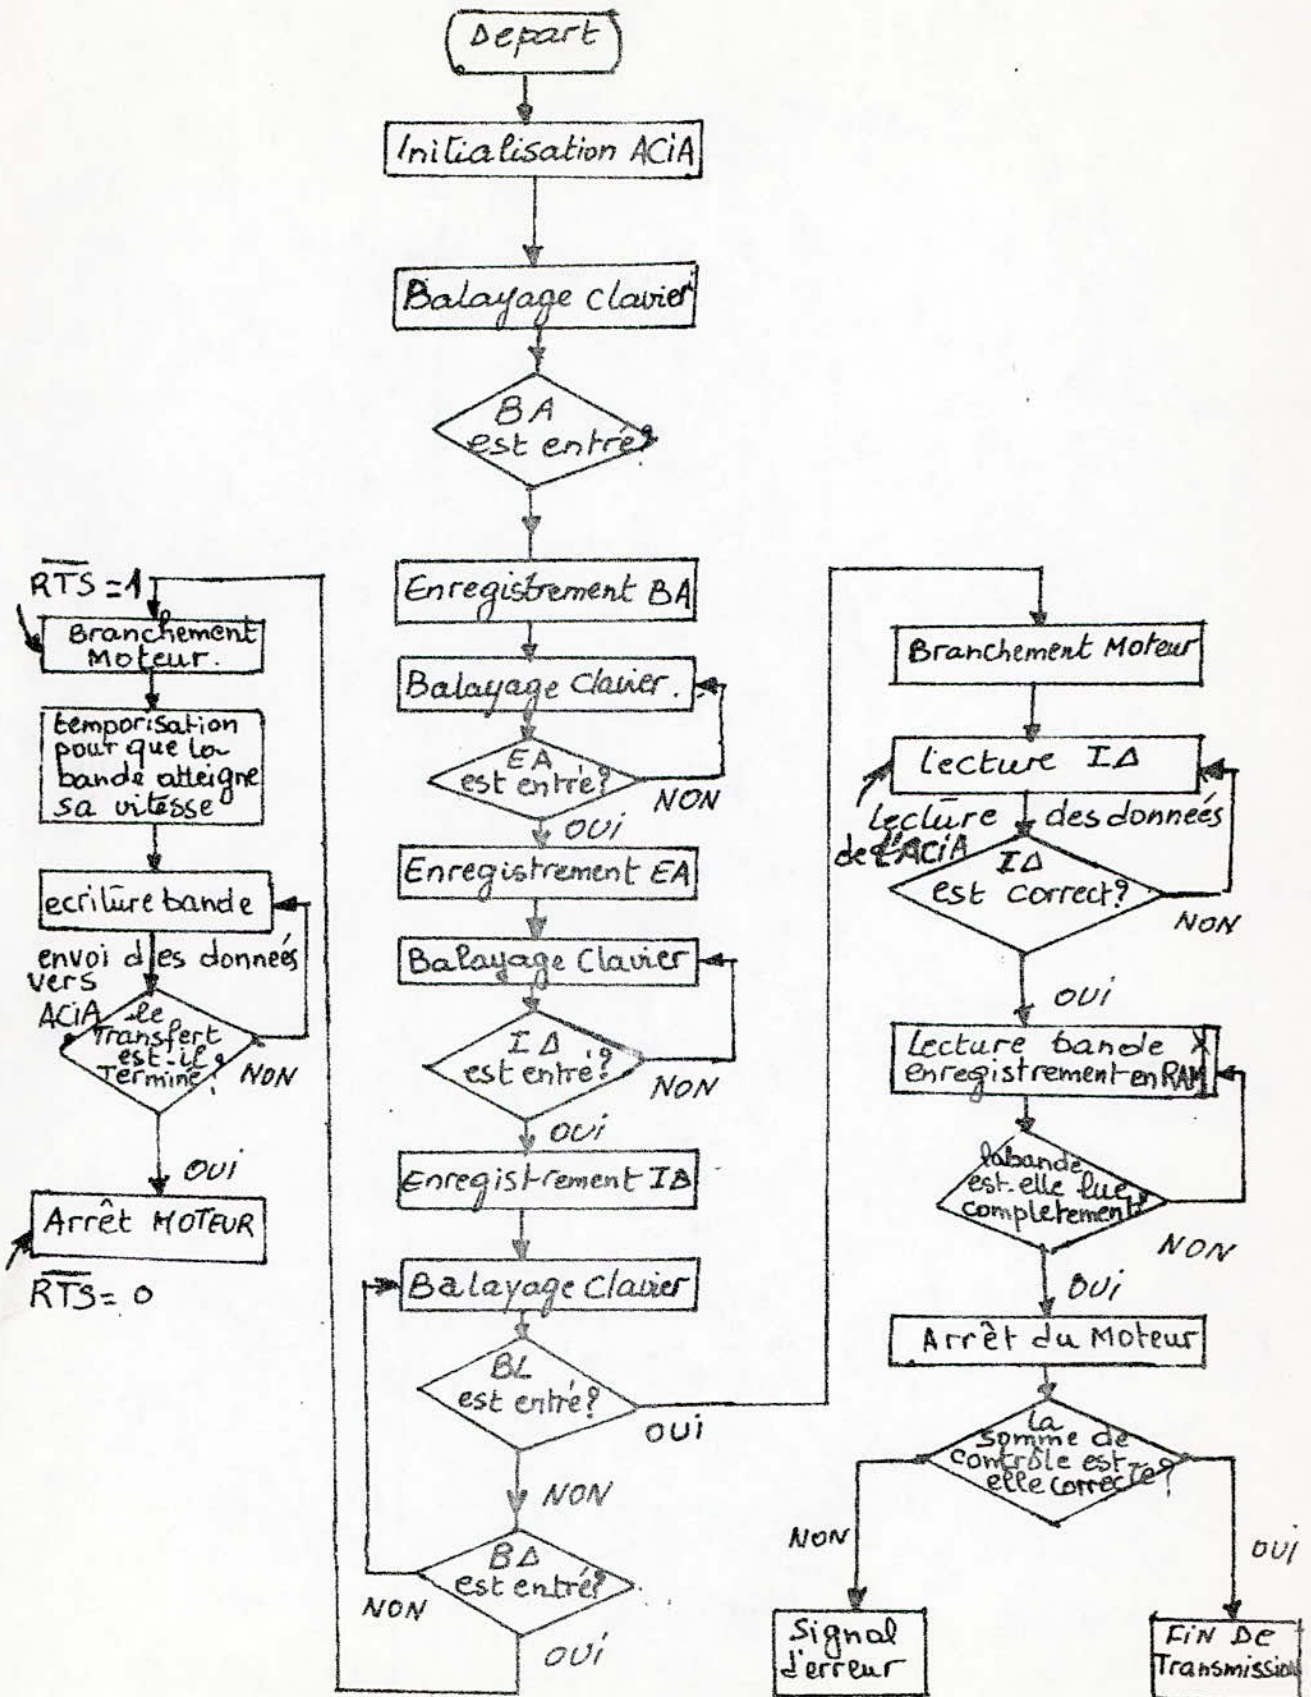 Depart
Initialisation ACiA
Balayage clavier
BA
est entré?
Enregistrement BA
Balayage Clavier.
EA
est entré?
NON
OUi
Enregistrement EA
Balayage Clavier
IΔ
est entré?
NON
OUi
Enregistrement IΔ
Balayage Clavier
BL
est entré?
OUi
NON
BΔ
est entré?
NON
OUi
RTS = 1
Branchement
Moteur.
temporisation
pour que la
bande atteigne
sa vitesse
ecriture bande
envoi des données
vers
ACiA
le
Transfert
est-il
Terminé?
NON
OUi
Arrêt MOTEUR
RTS = 0
Branchement Moteur
Lecture IΔ
Lecture des données
de l'ACiA
IΔ
est correct?
NON
OUi
Lecture bande
enregistrement en RAM
la bande
est-elle lue
completement
NON
OUi
Arrêt du Moteur
la
somme de
contrôle est-
elle correcte?
NON
OUi
Signal
d'erreur
FiN De
Transmission